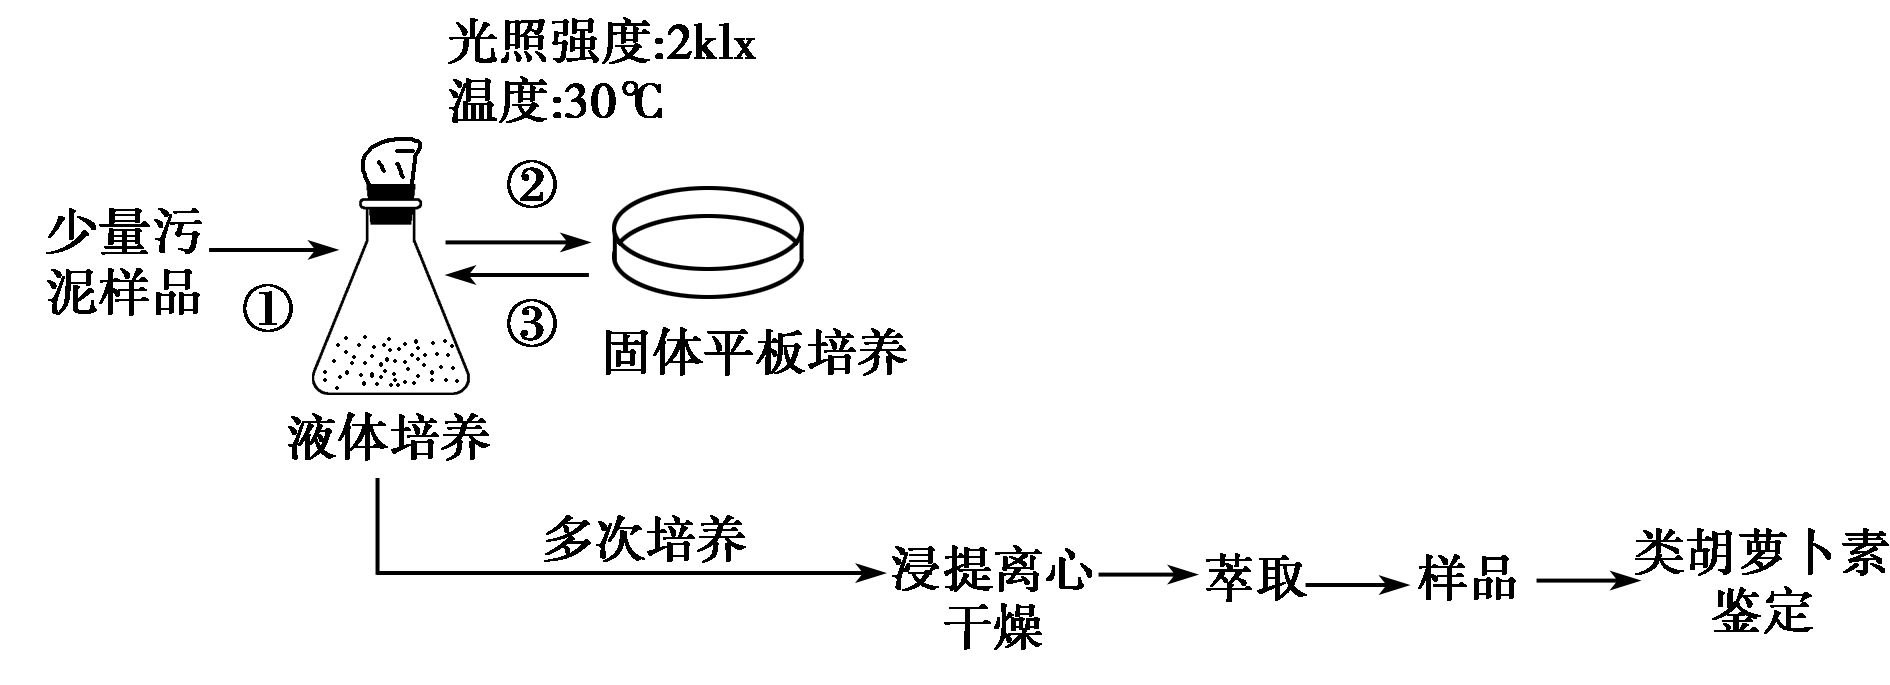 光照强度:2klx
温度:30℃
②
少量污
泥样品
①
③
固体平板培养
液体培养
多次培养
浸提离心
干燥
萃取
样品
类胡萝卜素
鉴定